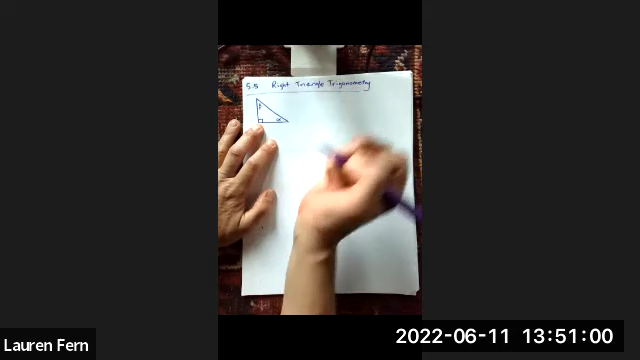 5.5 Right Triangle Trigonometry
β
α
Lauren Fern
2022-06-11 13:51:00